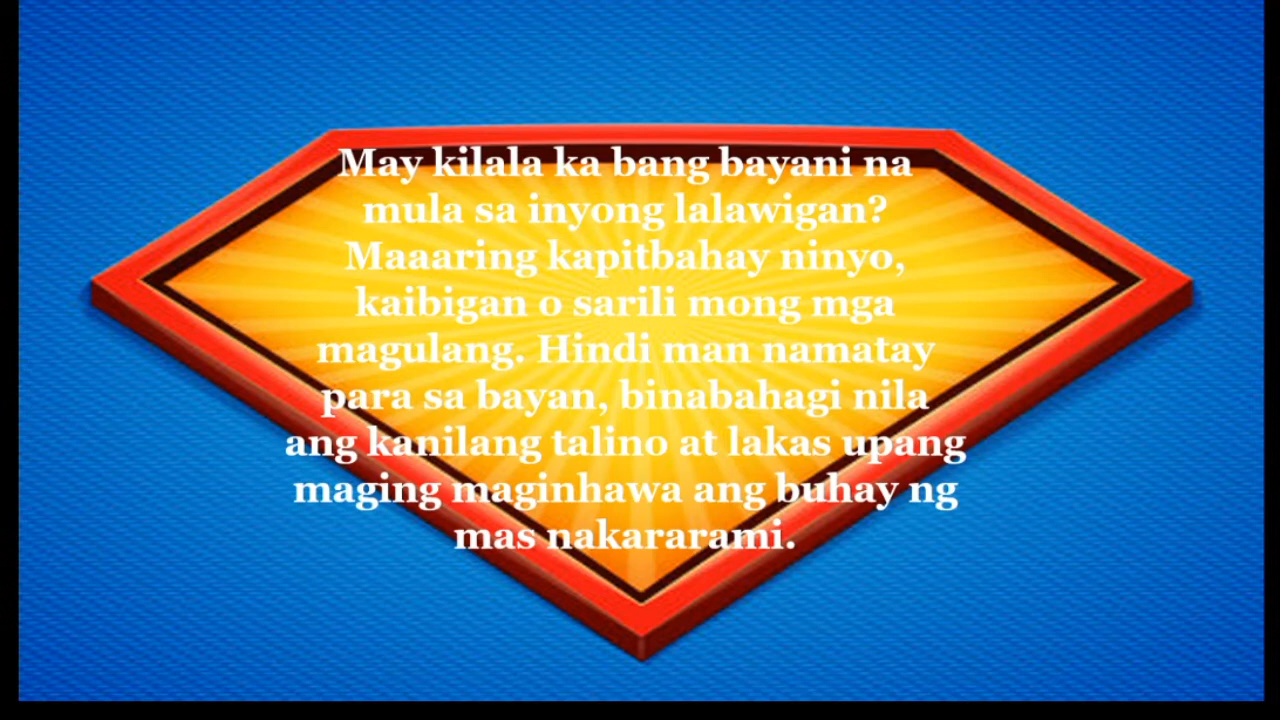 May kilala ka bang bayani na
mula sa inyong lalawigan?
Maaaring kapitbahay ninyo,
kaibigan o sarili mong mga
magulang. Hindi man namatay
para sa bayan, binabahagi nila
ang kanilang talino at lakas upang
maging maginhawa ang buhay ng
mas nakararami.